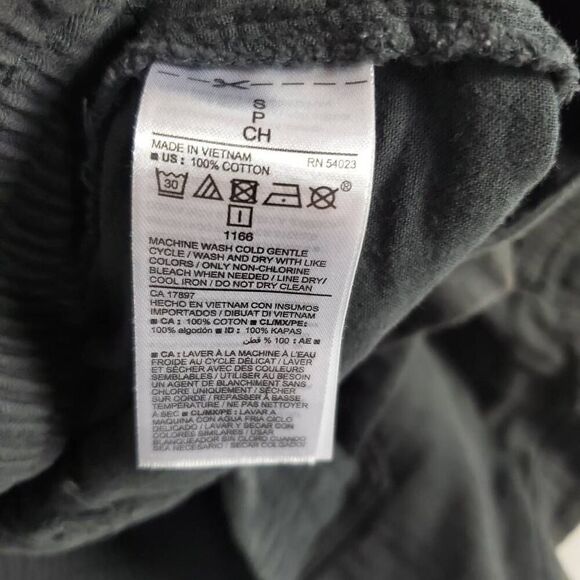 S
P
CH
MADE IN VIETNAM RN 54023
■ US : 100% COTTON
30 ®
1166
MACHINE WASH COLD GENTLE
CYCLE / WASH AND DRY WITH LIKE
COLORS / ONLY NON-CHLORINE
BLEACH WHEN NEEDED / LINE DRY/
COOL IRON / DO NOT DRY CLEAN
CA 17897
HECHO EN VIETNAM CON INSUMOS
IMPORTADOS / DIBUAT DI VIETNAM
■ CA : 100% COTON ■ CL/MX/PE:
100% algodón ■ ID : 100% KAPAS
■ AE : 100 % قطن
■ CA : LAVER À LA MACHINE À L'EAU
FROIDE AU CYCLE DÉLICAT / LAVER
ET SÉCHER AVEC DES COULEURS
SEMBLABLES / UTILISER AU BESOIN
UN AGENT DE BLANCHIMENT SANS
CHLORE UNIQUEMENT / SÉCHER
SUR CORDE / REPASSER À BASSE
TEMPÉRATURE / NE PAS NETTOYER
À SEC ■ CL/MX/PE : LAVAR A
MAQUINA CON AGUA FRIA CICLO
DELICADO / LAVAR Y SECAR CON
COLORES SIMILARES / USAR
BLANQUEADOR SIN CLORO CUANDO
SEA NECESARIO / SECAR COLGADO/